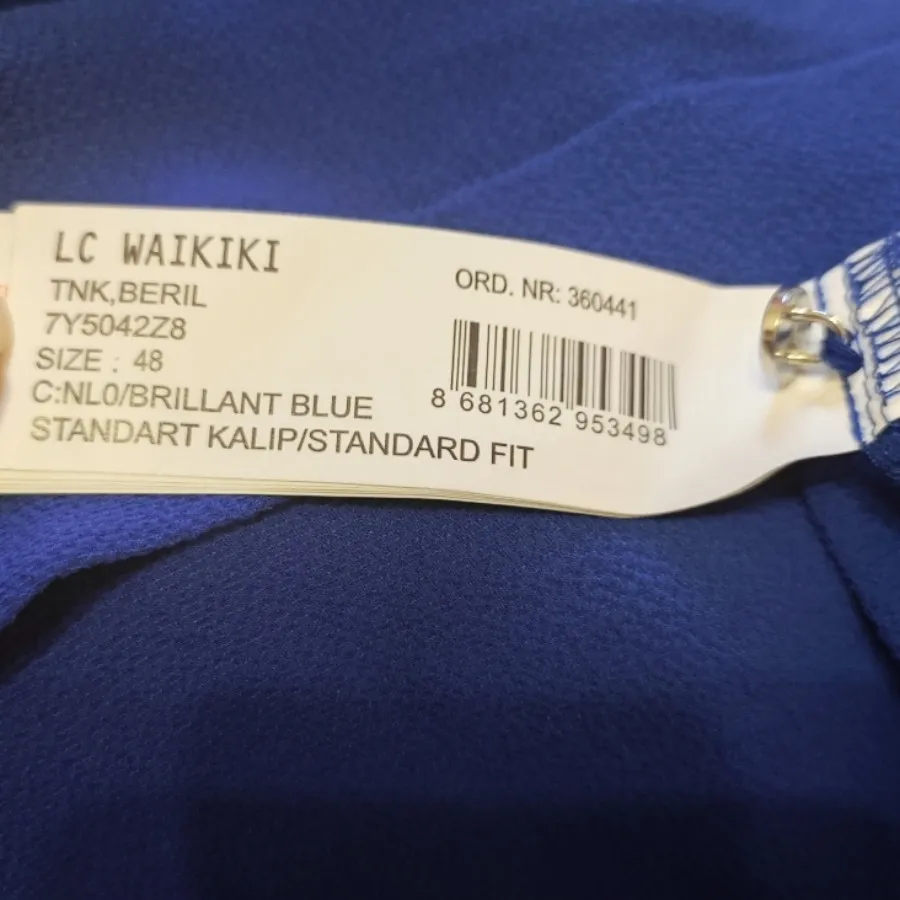 LC WAIKIKI
TNK,BERIL
7Y5042Z8
SIZE : 48
C:NL0/BRILLANT BLUE
STANDART KALIP/STANDARD FIT
ORD. NR: 360441
8 681362 953498